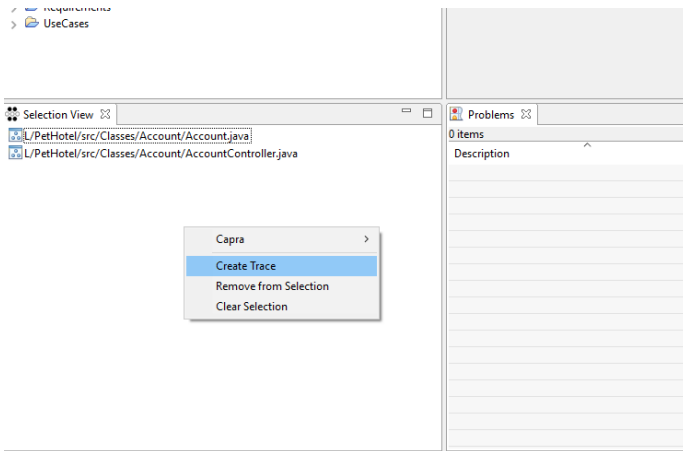 Requirements
UseCases
Selection View
L/PetHotel/src/Classes/Account/Account.java
L/PetHotel/src/Classes/Account/AccountController.java
Capra
Create Trace
Remove from Selection
Clear Selection
Problems
0 items
Description